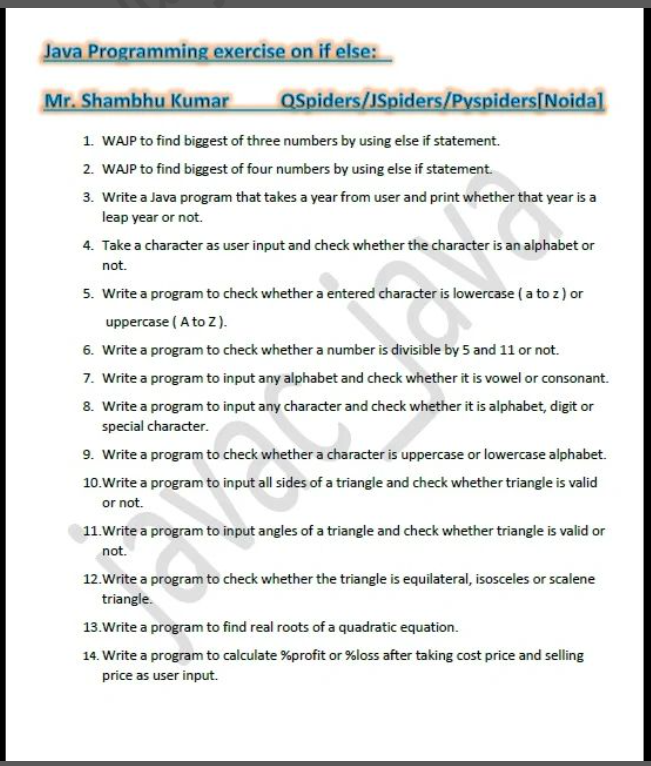 Java Programming exercise on if else:
Mr. Shambhu Kumar QSpiders/JSpiders/Pyspiders[Noida]
1. WAJP to find biggest of three numbers by using else if statement.
2. WAJP to find biggest of four numbers by using else if statement.
3. Write a Java program that takes a year from user and print whether that year is a
leap year or not.
4. Take a character as user input and check whether the character is an alphabet or
not.
5. Write a program to check whether a entered character is lowercase ( a to z ) or
uppercase ( A to Z ).
6. Write a program to check whether a number is divisible by 5 and 11 or not.
7. Write a program to input any alphabet and check whether it is vowel or consonant.
8. Write a program to input any character and check whether it is alphabet, digit or
special character.
9. Write a program to check whether a character is uppercase or lowercase alphabet.
10.Write a program to input all sides of a triangle and check whether triangle is valid
or not.
11.Write a program to input angles of a triangle and check whether triangle is valid or
not.
12.Write a program to check whether the triangle is equilateral, isosceles or scalene
triangle.
13.Write a program to find real roots of a quadratic equation.
14. Write a program to calculate %profit or %loss after taking cost price and selling
price as user input.
javac_java